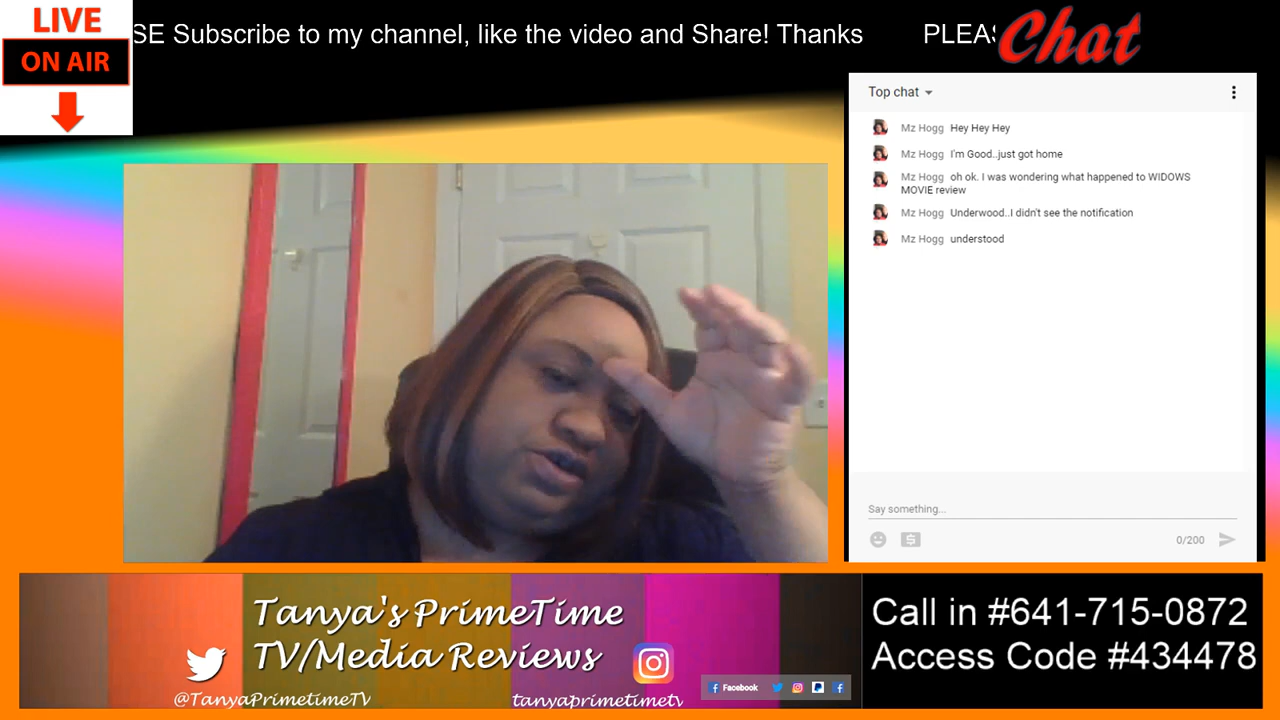 LIVE
ON AIR
SE Subscribe to my channel, like the video and Share! Thanks PLEAS
Chat
Top chat
Mz Hogg Hey Hey Hey
Mz Hogg I'm Good..just got home
Mz Hogg oh ok. I was wondering what happened to WIDOWS
MOVIE review
Mz Hogg Underwood..I didn't see the notification
Mz Hogg understood
Say something...
0/200
Tanya's PrimeTime
TV/Media Reviews
@TanyaPrimetimeTV
tanyaprimetimetv
Facebook
Call in #641-715-0872
Access Code #434478